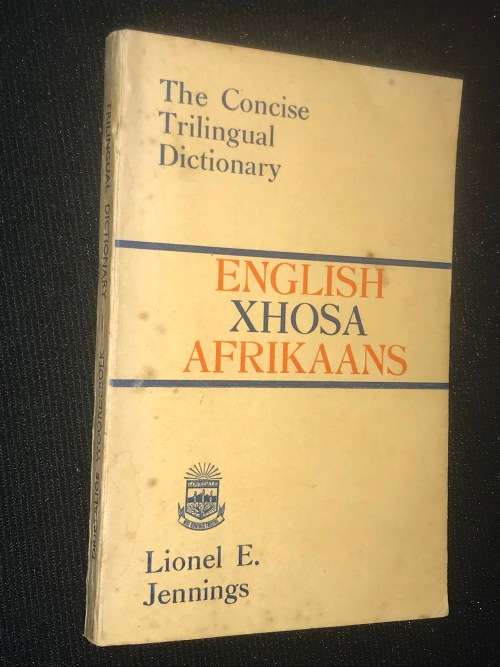 The Concise
Trilingual
Dictionary
ENGLISH
XHOSA
AFRIKAANS
Lionel E.
Jennings
TRILINGUAL DICTIONARY